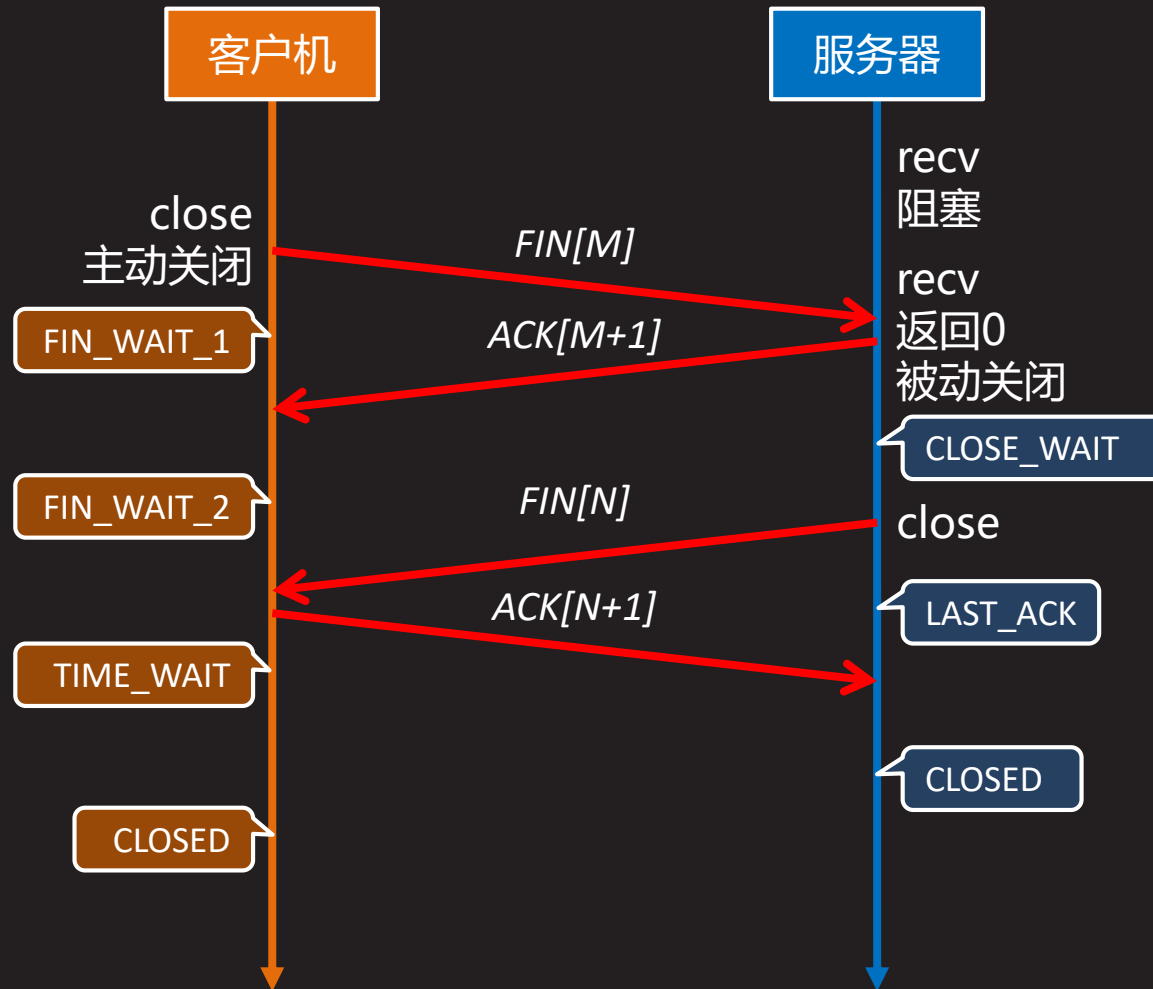 客户机
服务器
recv
阻塞
close
主动关闭
FIN[M]
recv
返回0
被动关闭
FIN_WAIT_1
ACK[M+1]
CLOSE_WAIT
FIN_WAIT_2
FIN[N]
close
ACK[N+1]
LAST_ACK
TIME_WAIT
CLOSED
CLOSED